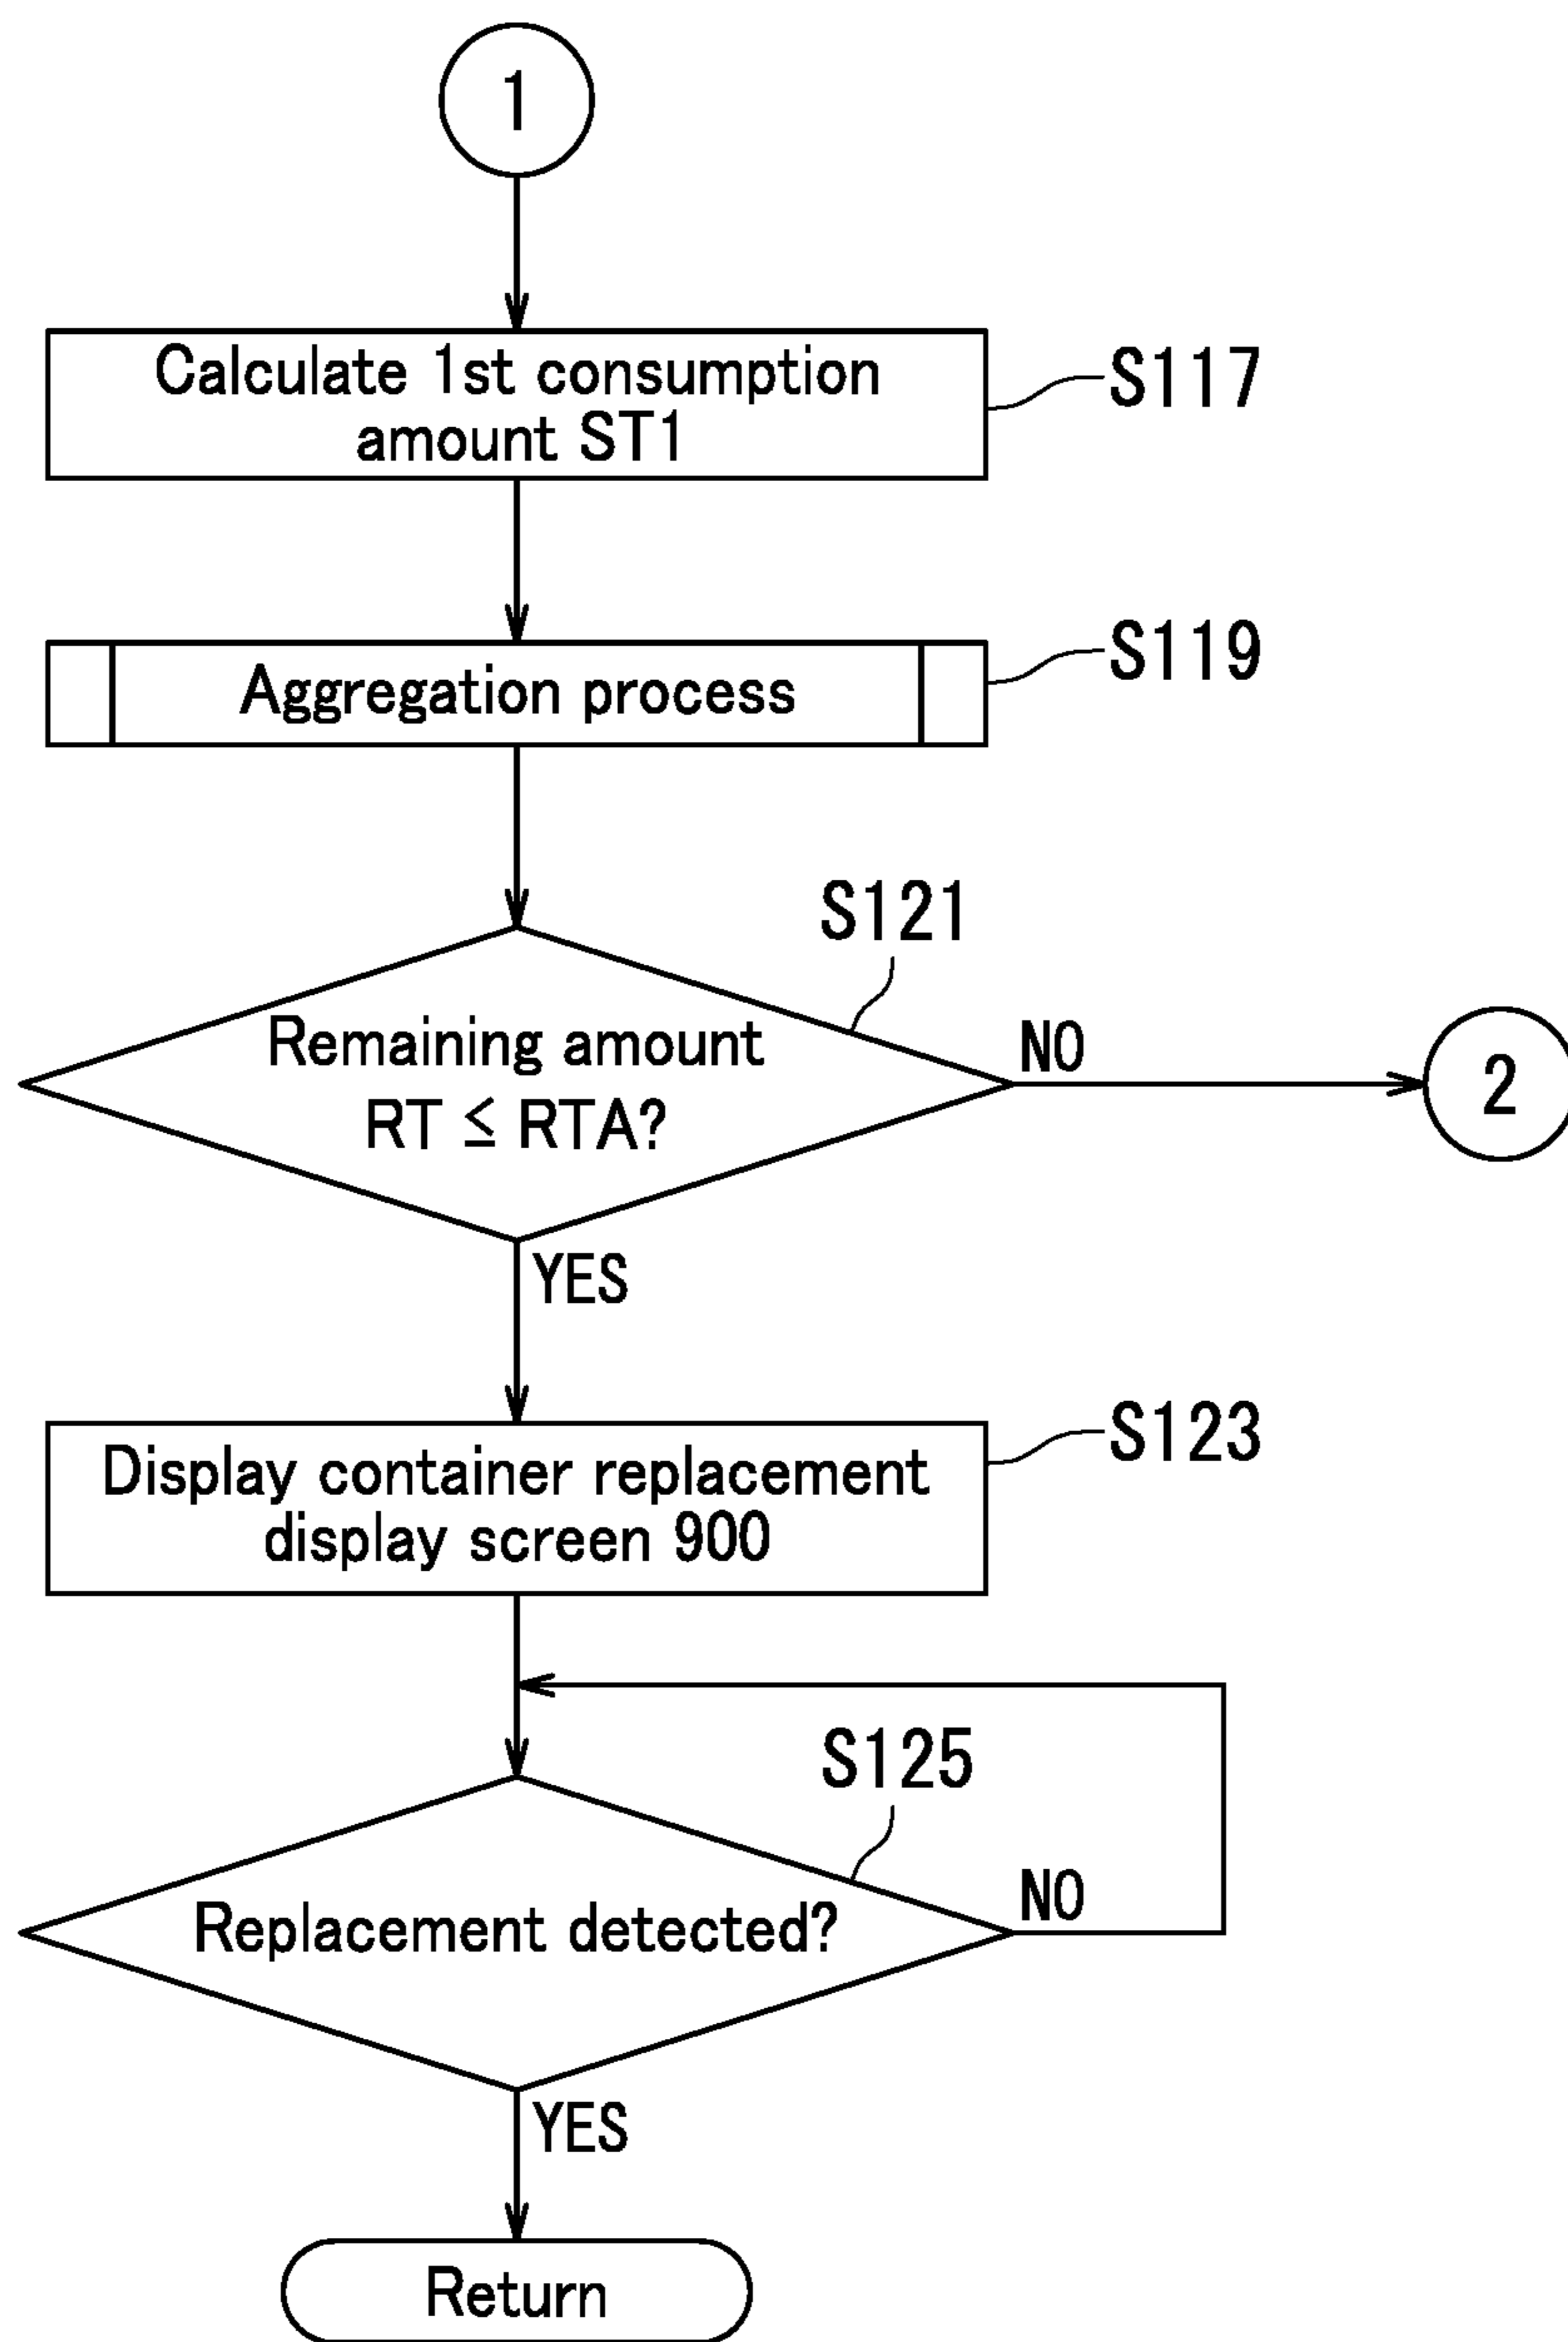 1
Calculate 1st consumption
amount ST1
S117
Aggregation process
S119
S121
Remaining amount
RT ≤ RTA?
NO
2
YES
Display container replacement
display screen 900
S123
S125
Replacement detected?
NO
YES
Return